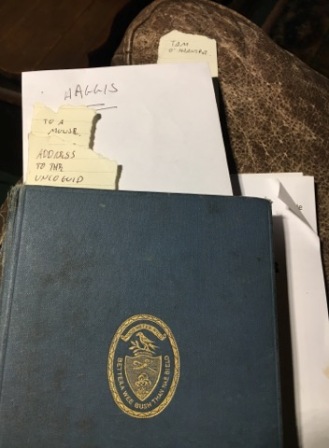 TAM
O' SHANTER
HAGGIS
TO A
MOUSE,
ADDRESS
TO THE
UNCO GUID
BETTER A WEE BUSH THAN NAE BIELD